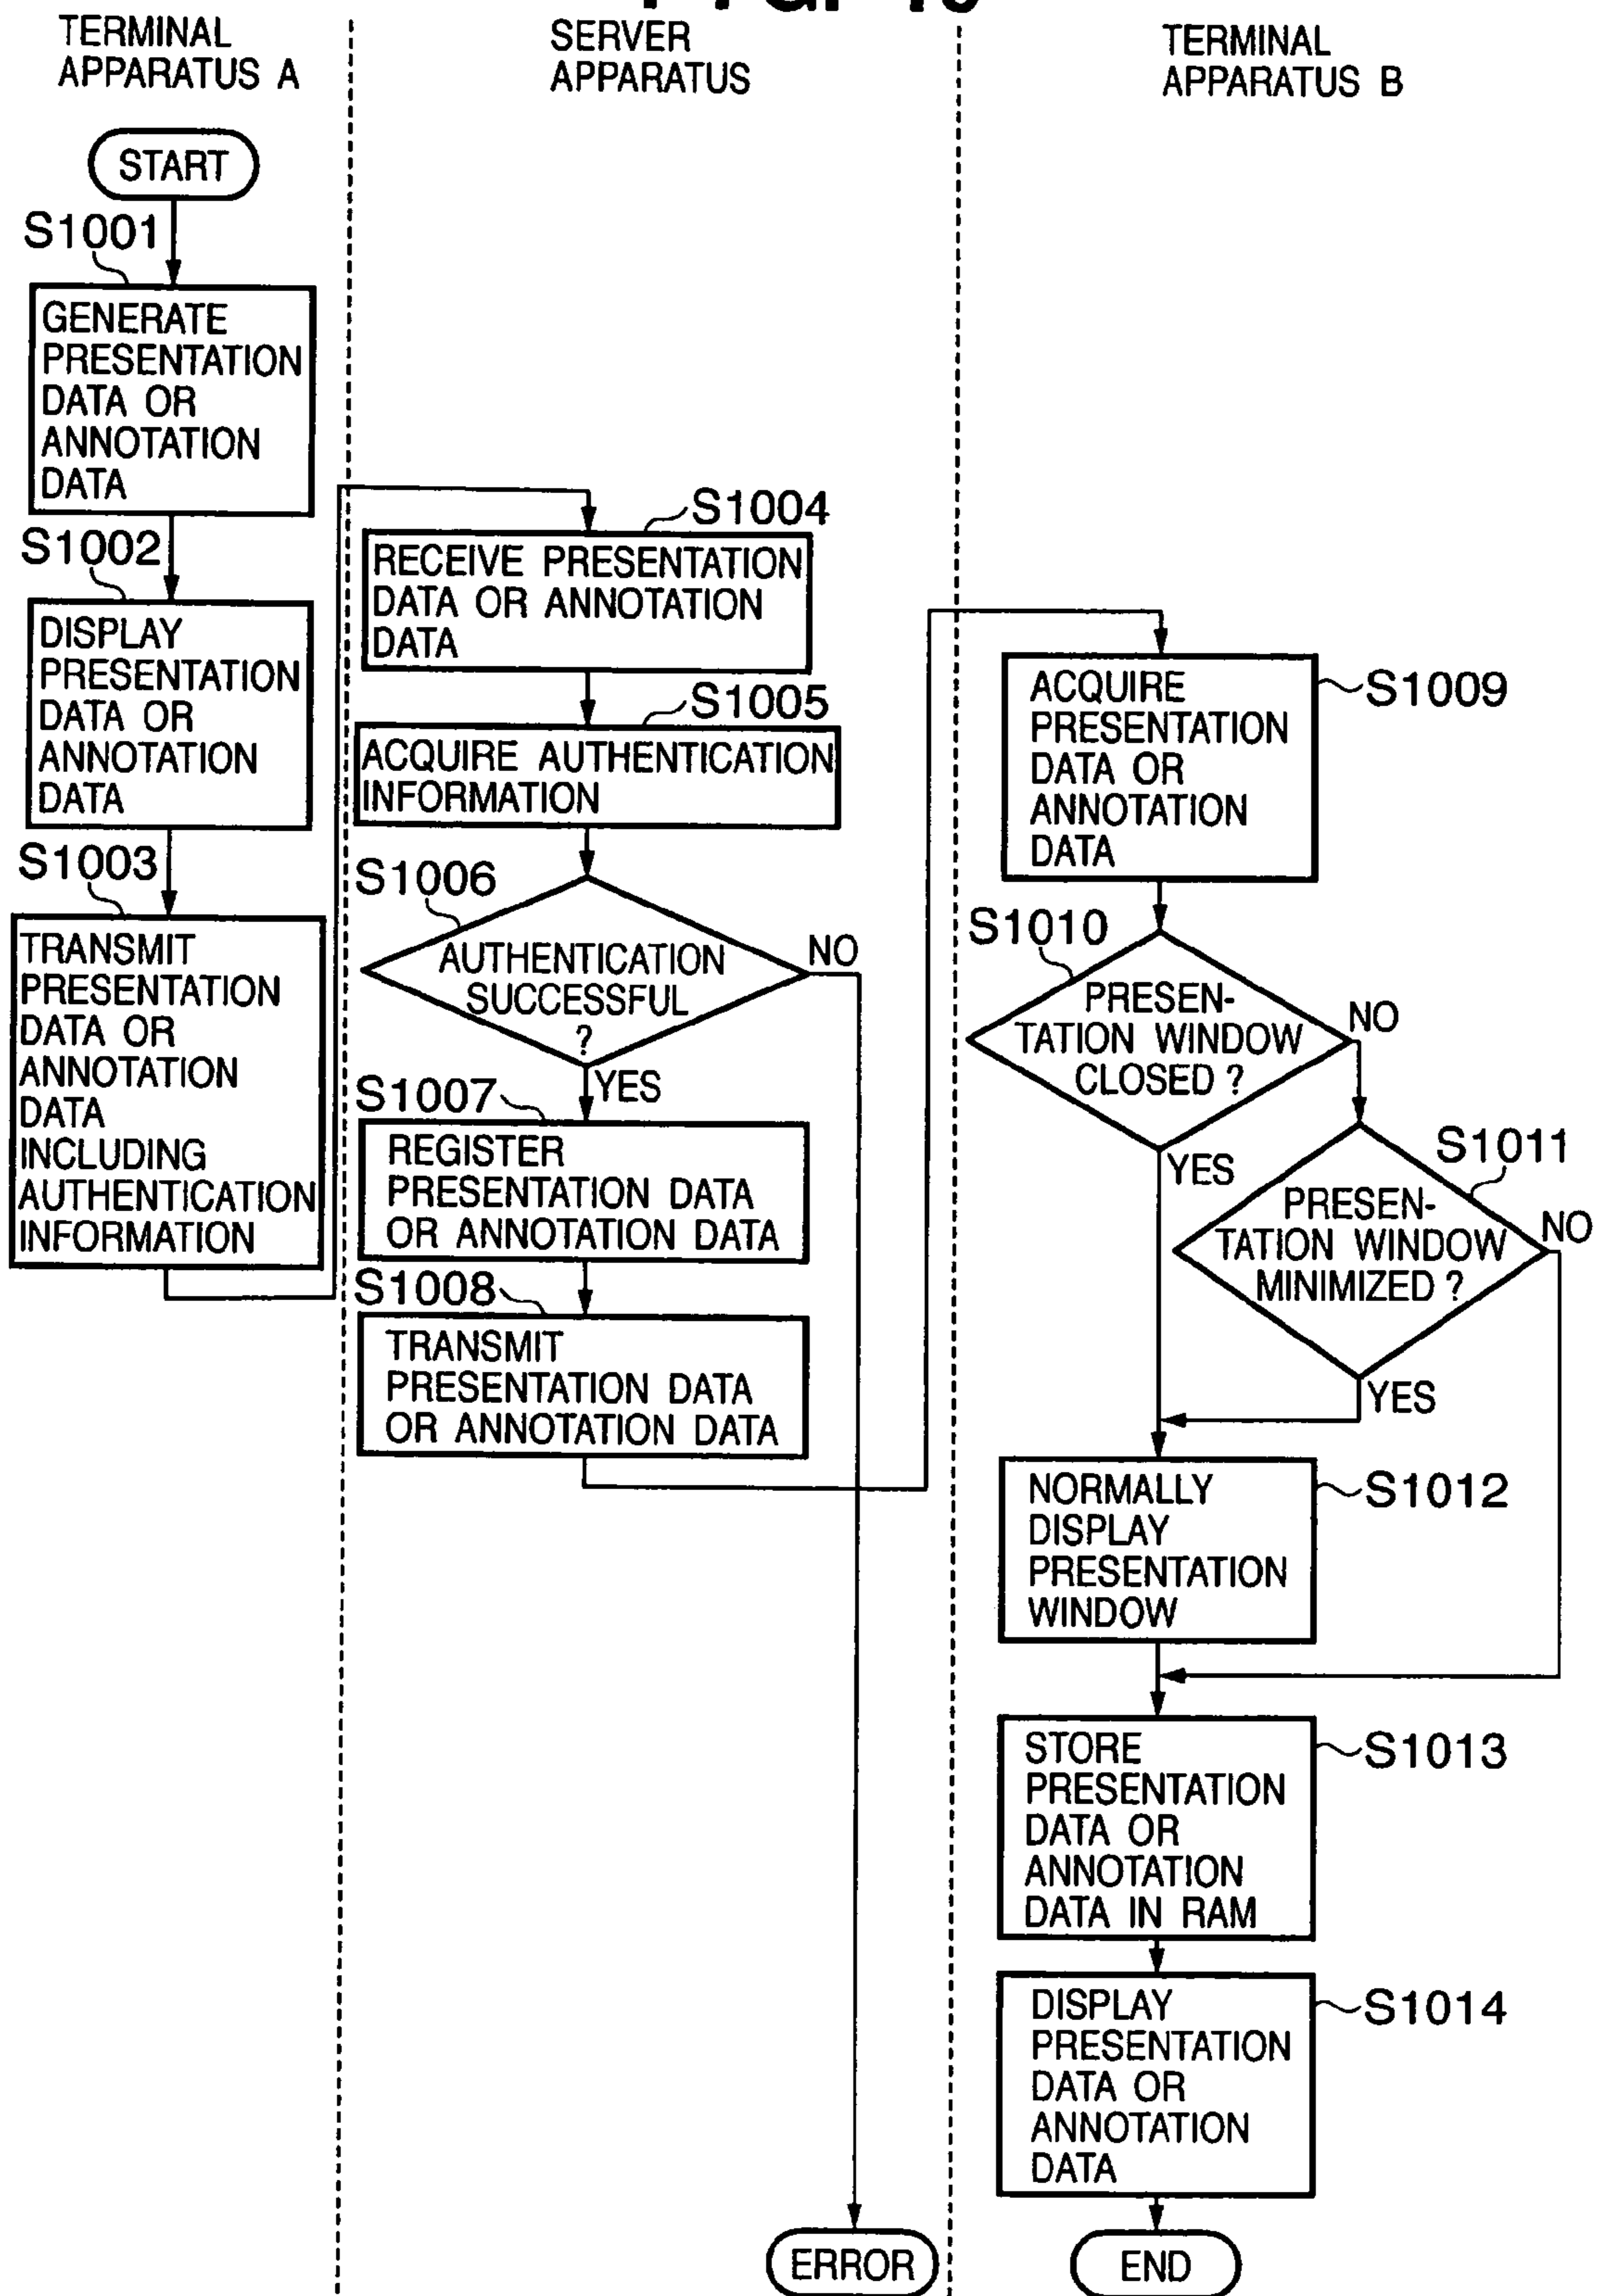 TERMINAL
APPARATUS A
START
S1001
GENERATE
PRESENTATION
DATA OR
ANNOTATION
DATA
S1002
DISPLAY
PRESENTATION
DATA OR
ANNOTATION
DATA
S1003
TRANSMIT
PRESENTATION
DATA OR
ANNOTATION
DATA
INCLUDING
AUTHENTICATION
INFORMATION
SERVER
APPARATUS
S1004
RECEIVE PRESENTATION
DATA OR ANNOTATION
DATA
S1005
ACQUIRE AUTHENTICATION
INFORMATION
S1006
AUTHENTICATION
SUCCESSFUL
?
NO
YES
S1007
REGISTER
PRESENTATION DATA
OR ANNOTATION DATA
S1008
TRANSMIT
PRESENTATION DATA
OR ANNOTATION DATA
ERROR
TERMINAL
APPARATUS B
S1009
ACQUIRE
PRESENTATION
DATA OR
ANNOTATION
DATA
S1010
PRESEN-
TATION WINDOW
CLOSED ?
NO
YES
S1011
PRESEN-
TATION WINDOW
MINIMIZED ?
NO
YES
S1012
NORMALLY
DISPLAY
PRESENTATION
WINDOW
S1013
STORE
PRESENTATION
DATA OR
ANNOTATION
DATA IN RAM
S1014
DISPLAY
PRESENTATION
DATA OR
ANNOTATION
DATA
END